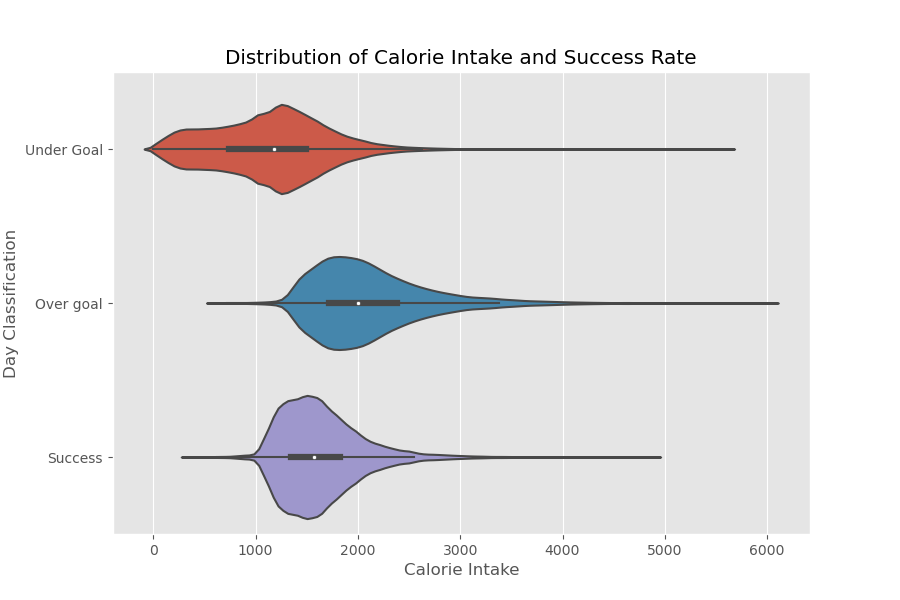 Distribution of Calorie Intake and Success Rate
Day Classification
Under Goal
Over goal
Success
0 1000 2000 3000 4000 5000 6000
Calorie Intake